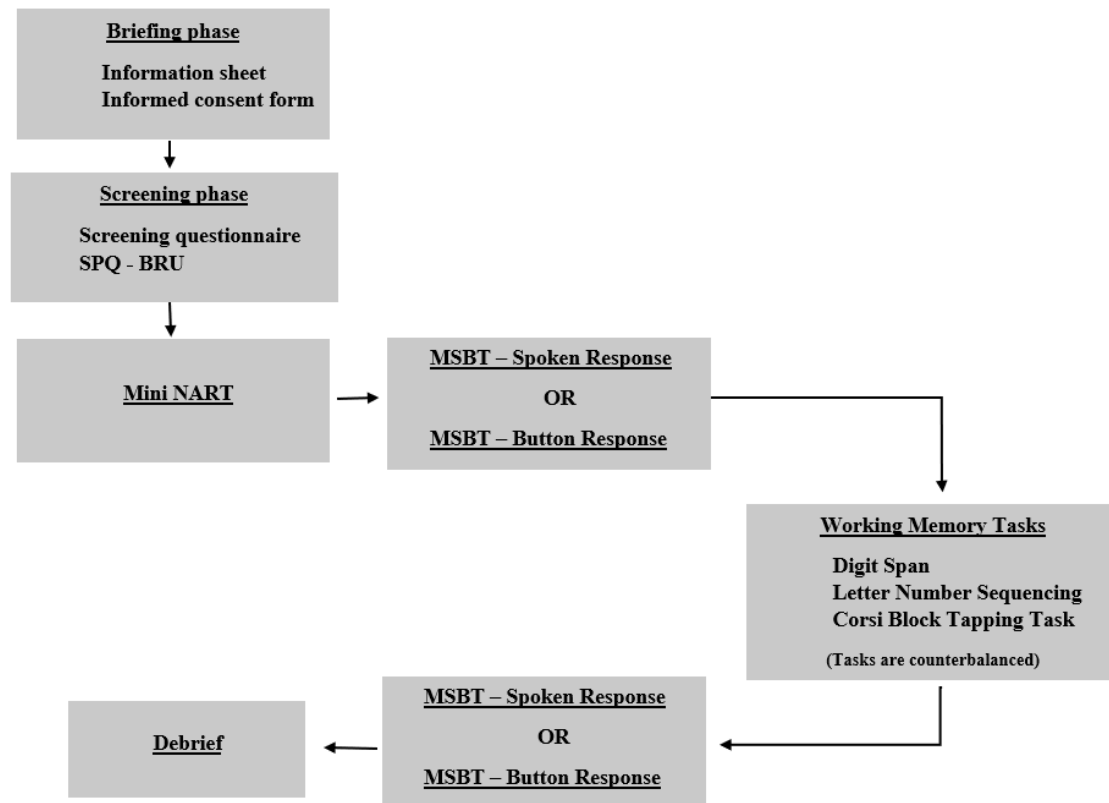 Briefing phase
Information sheet
Informed consent form
Screening phase
Screening questionnaire
SPQ - BRU
Mini NART
MSBT – Spoken Response
OR
MSBT – Button Response
Working Memory Tasks
Digit Span
Letter Number Sequencing
Corsi Block Tapping Task
(Tasks are counterbalanced)
MSBT – Spoken Response
OR
MSBT – Button Response
Debrief